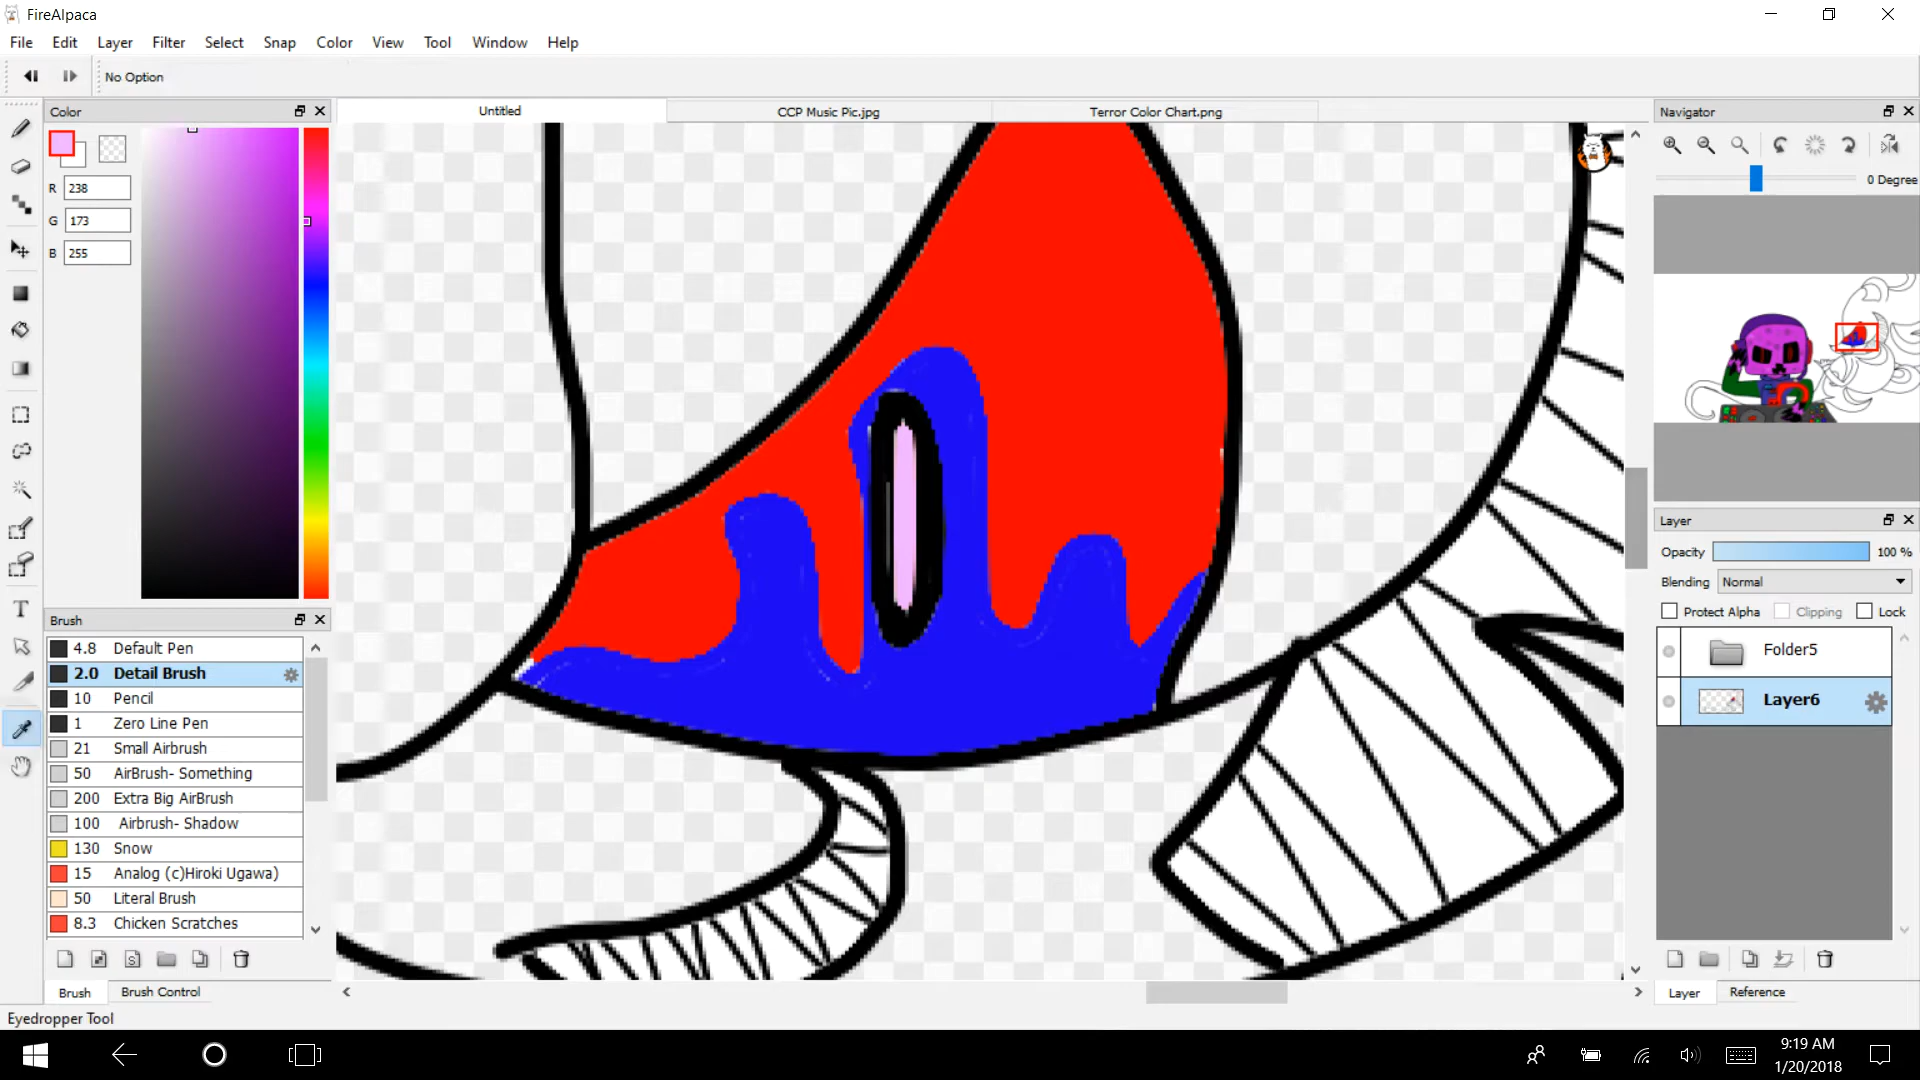 FireAlpaca
File Edit Layer Filter Select Snap Color View Tool Window Help
No Option
Color
Untitled
CCP Music Pic.jpg
Terror Color Chart.png
Navigator
R 238
G 173
B 255
0 Degree
Layer
Opacity 100 %
Blending Normal
Protect Alpha Clipping Lock
Folder5
Layer6
Brush
4.8 Default Pen
2.0 Detail Brush
10 Pencil
1 Zero Line Pen
21 Small Airbrush
50 AirBrush- Something
200 Extra Big AirBrush
100 Airbrush- Shadow
130 Snow
15 Analog (c)Hiroki Ugawa)
50 Literal Brush
8.3 Chicken Scratches
Brush Brush Control
Layer Reference
Eyedropper Tool
9:19 AM
1/20/2018